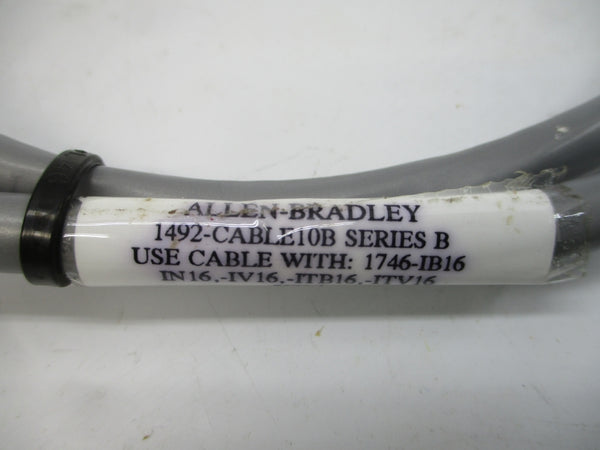 ALLEN-BRADLEY
1492-CABLE10B SERIES B
USE CABLE WITH: 1746-IB16
IN16,-IV16,-ITB16,-ITV16